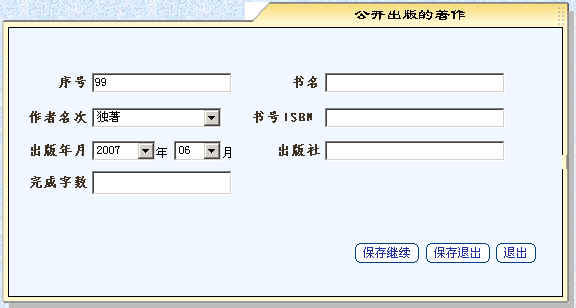 公开出版的著作
序号 99 书名
作者名次 独著 书号ISBN
出版年月 2007 年 06 月 出版社
完成字数
保存继续 保存退出 退出